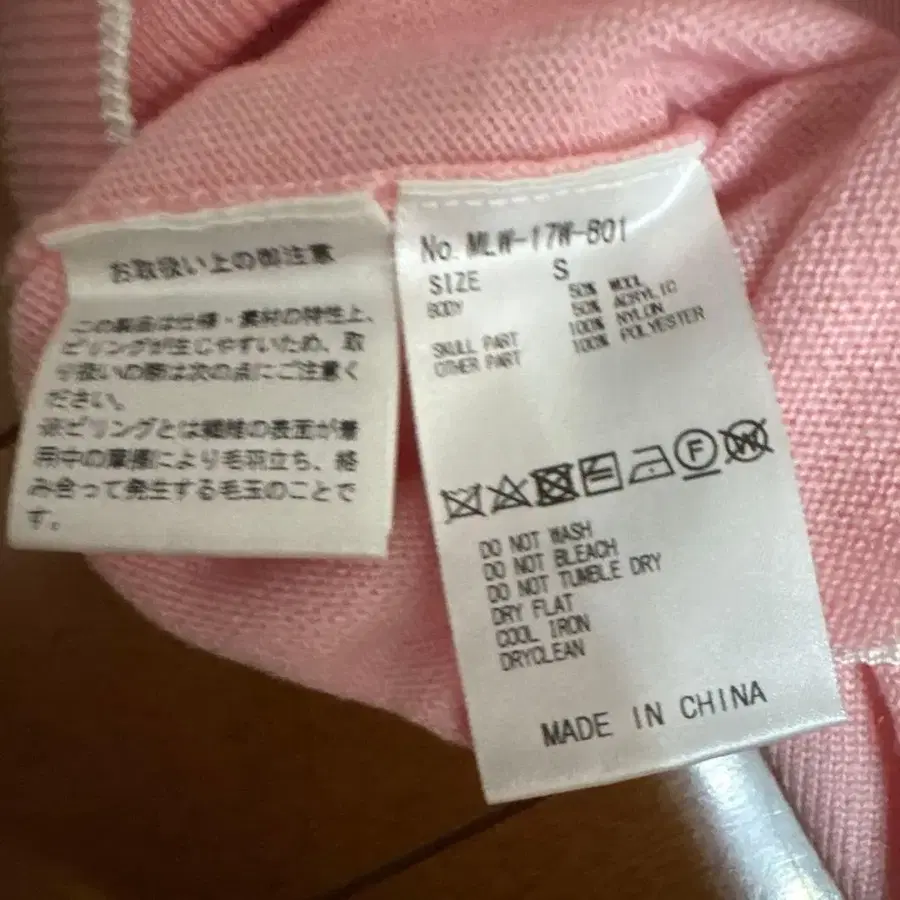 お取扱い上の御注意
この製品は仕様・素材の特性上、
ピリングが生じやすいため、取
り扱いの際は次の点にご注意く
ださい。
※ピリングとは繊維の表面が着
用中の摩擦により毛羽立ち、絡
み合って発生する毛玉のことで
す。
No. MLW-17W-801
SIZE S
BODY 50% WOOL
50% ACRYLIC
SKULL PART 100% NYLON
OTHER PART 100% POLYESTER
F W
DO NOT WASH
DO NOT BLEACH
DO NOT TUMBLE DRY
DRY FLAT
COOL IRON
DRYCLEAN
MADE IN CHINA